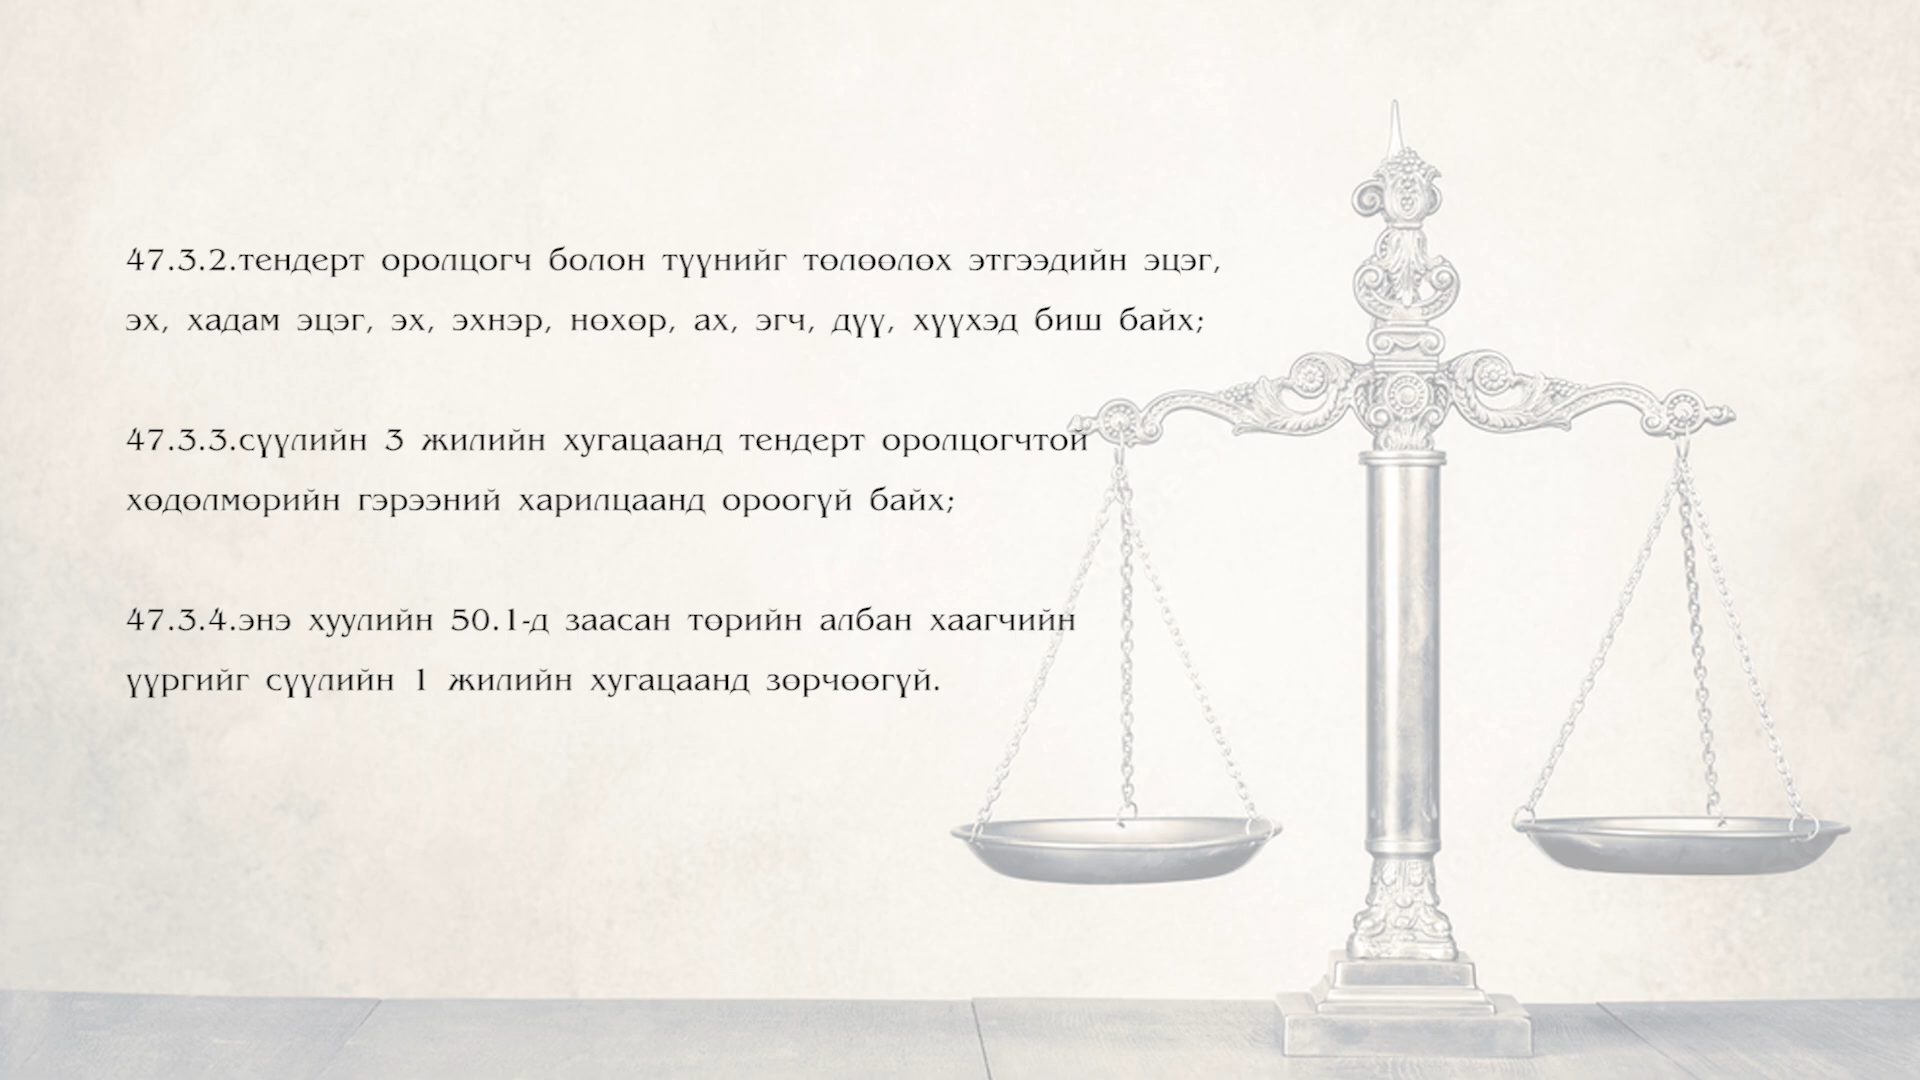 47.3.2.тендерт оролцогч болон түүнийг төлөөлөх этгээдийн эцэг,
эх, хадам эцэг, эх, эхнэр, нөхөр, ах, эгч, дүү, хүүхэд биш байх;
47.3.3.сүүлийн 3 жилийн хугацаанд тендерт оролцогчтой
хөдөлмөрийн гэрээний харилцаанд ороогүй байх;
47.3.4.энэ хуулийн 50.1-д заасан төрийн албан хаагчийн
үүргийг сүүлийн 1 жилийн хугацаанд зөрчөөгүй.